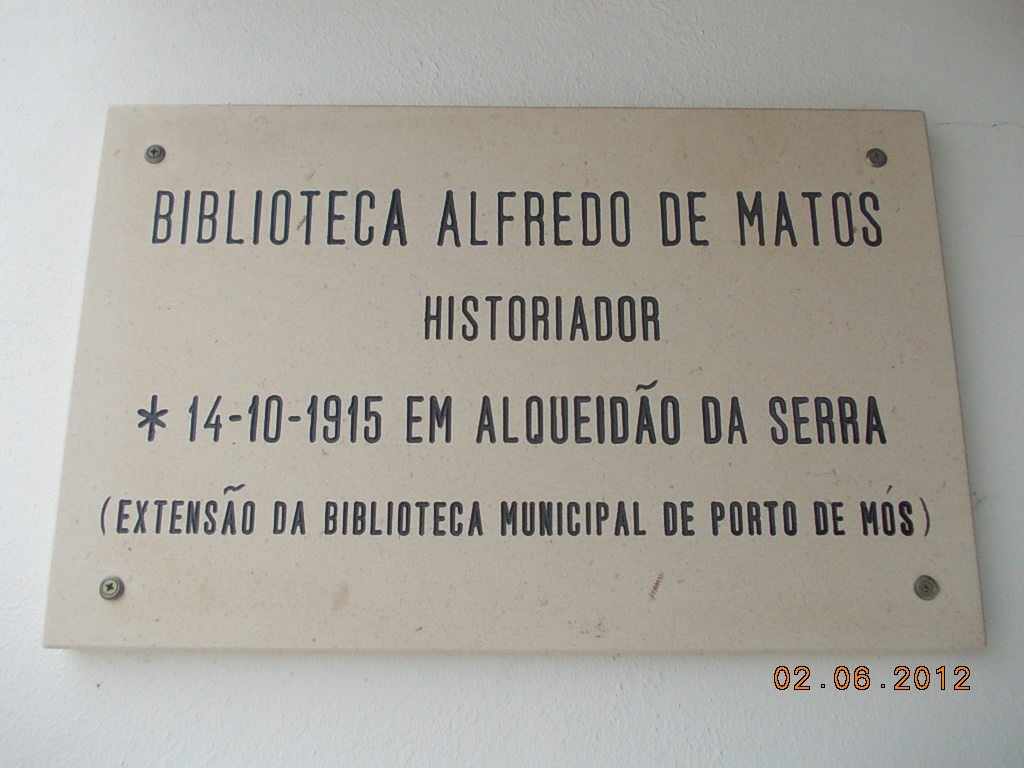 BIBLIOTECA ALFREDO DE MATOS
HISTORIADOR
* 14-10-1915 EM ALQUEIDÃO DA SERRA
(EXTENSÃO DA BIBLIOTECA MUNICIPAL DE PORTO DE MÓS)
02.06.2012